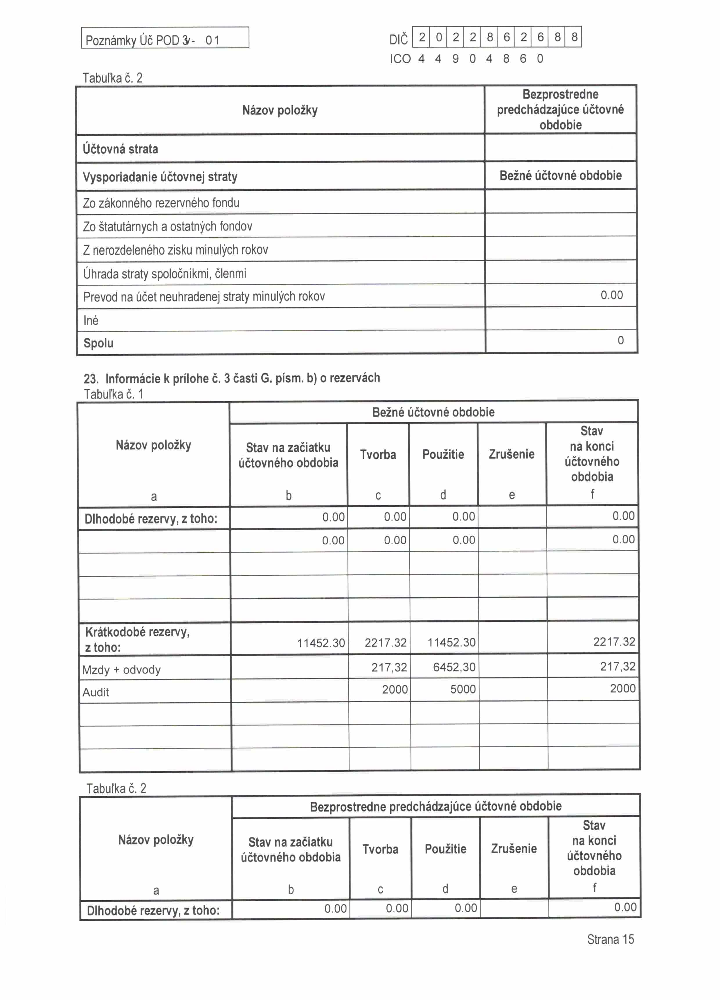 Poznámky Úč POD 3v- 01
DIČ 2 0 2 2 8 6 2 6 8 8
ICO 4 4 9 0 4 8 6 0
Tabuľka č. 2
Názov položky
Bezprostredne
predchádzajúce účtovné
obdobie
Účtovná strata
Vysporiadanie účtovnej straty Bežné účtovné obdobie
Zo zákonného rezervného fondu
Zo štatutárnych a ostatných fondov
Z nerozdeleného zisku minulých rokov
Úhrada straty spoločníkmi, členmi
Prevod na účet neuhradenej straty minulých rokov 0.00
Iné
Spolu 0
23. Informácie k prílohe č. 3 časti G. písm. b) o rezervách
Tabuľka č. 1
Bežné účtovné obdobie
Názov položky
Stav na začiatku
účtovného obdobia
Tvorba
Použitie
Zrušenie
Stav
na konci
účtovného
obdobia
a b c d e f
Dlhodobé rezervy, z toho: 0.00 0.00 0.00 0.00
0.00 0.00 0.00 0.00
Krátkodobé rezervy,
z toho: 11452.30 2217.32 11452.30 2217.32
Mzdy + odvody 217,32 6452,30 217,32
Audit 2000 5000 2000
Tabuľka č. 2
Bezprostredne predchádzajúce účtovné obdobie
Názov položky
Stav na začiatku
účtovného obdobia
Tvorba
Použitie
Zrušenie
Stav
na konci
účtovného
obdobia
a b c d e f
Dlhodobé rezervy, z toho: 0.00 0.00 0.00 0.00
Strana 15